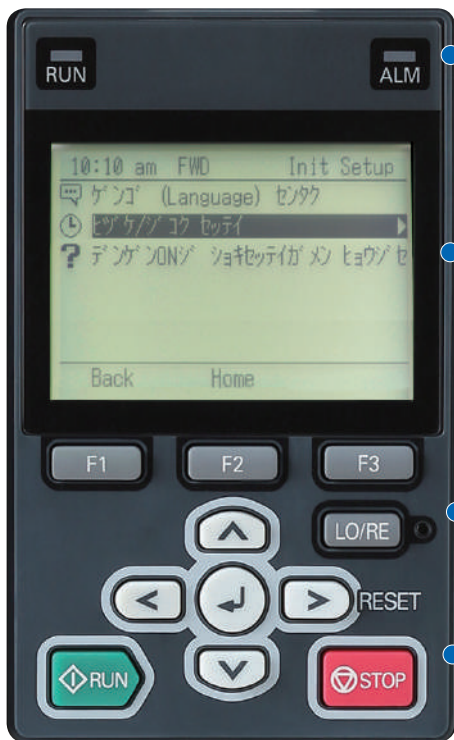 RUN
ALM
10:10 am FWD Init Setup
ゲンゴ (Language) センタク
ヒヅケ/ジコク セッテイ
? デンゲンONジ ショキセッテイガメン ヒョウジセ
Back Home
F1 F2 F3
LO/RE
RESET
RUN
STOP